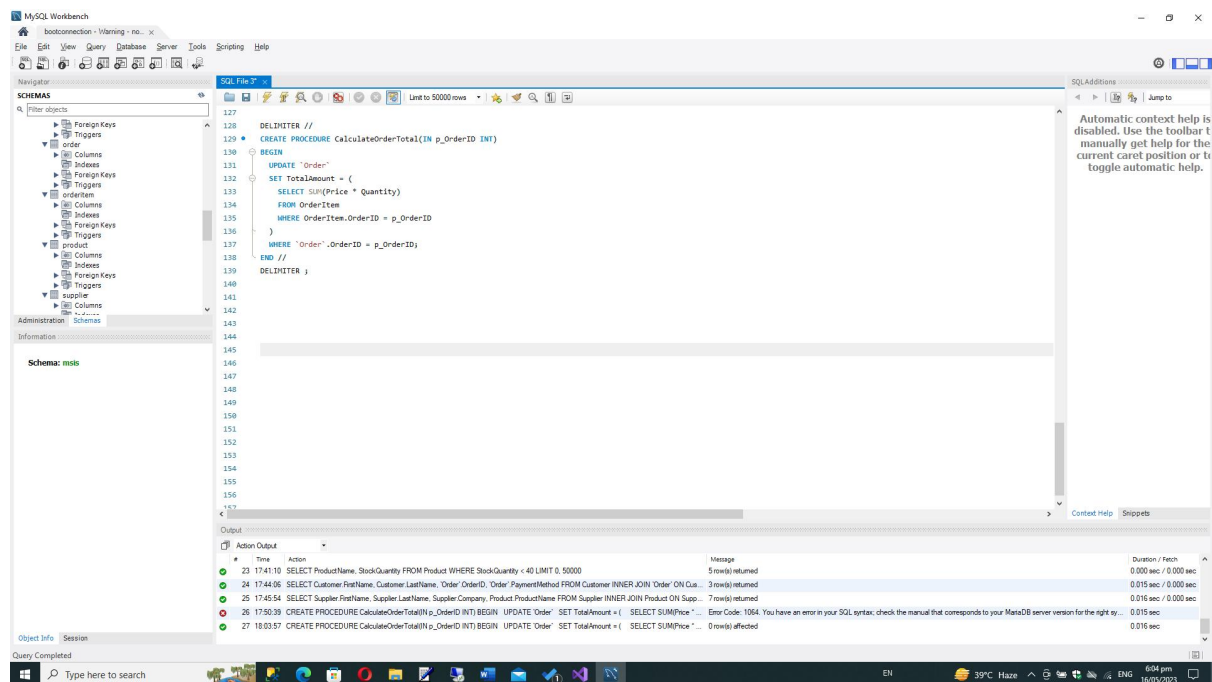 MySQL Workbench
bootconnection - Warning - no... ×
File Edit View Query Database Server Tools Scripting Help
Navigator
SCHEMAS
Filter objects
Foreign Keys
Triggers
order
Columns
Indexes
Foreign Keys
Triggers
orderitem
Columns
Indexes
Foreign Keys
Triggers
product
Columns
Indexes
Foreign Keys
Triggers
supplier
Columns
Administration Schemas
Information
Schema: msis
Object Info Session
Query Completed
SQL File 3* ×
Limit to 50000 rows
127
128 DELIMITER //
129 CREATE PROCEDURE CalculateOrderTotal(IN p_OrderID INT)
130 BEGIN
131 UPDATE `Order`
132 SET TotalAmount = (
133 SELECT SUM(Price * Quantity)
134 FROM OrderItem
135 WHERE OrderItem.OrderID = p_OrderID
136 )
137 WHERE `Order`.OrderID = p_OrderID;
138 END //
139 DELIMITER ;
140
141
142
143
144
145
146
147
148
149
150
151
152
153
154
155
156
157
Output
Action Output
# Time Action Message Duration / Fetch
23 17:41:10 SELECT ProductName, StockQuantity FROM Product WHERE StockQuantity < 40 LIMIT 0, 50000 5 row(s) returned 0.000 sec / 0.000 sec
24 17:44:06 SELECT Customer.FirstName, Customer.LastName, `Order`.OrderID, `Order`.PaymentMethod FROM Customer INNER JOIN `Order` ON Cus... 3 row(s) returned 0.015 sec / 0.000 sec
25 17:45:54 SELECT Supplier.FirstName, Supplier.LastName, Supplier.Company, Product.ProductName FROM Supplier INNER JOIN Product ON Supp... 7 row(s) returned 0.016 sec / 0.000 sec
26 17:50:39 CREATE PROCEDURE CalculateOrderTotal(IN p_OrderID INT) BEGIN UPDATE `Order` SET TotalAmount = ( SELECT SUM(Price *... Error Code: 1064. You have an error in your SQL syntax; check the manual that corresponds to your MariaDB server version for the right sy... 0.015 sec
27 18:03:57 CREATE PROCEDURE CalculateOrderTotal(IN p_OrderID INT) BEGIN UPDATE `Order` SET TotalAmount = ( SELECT SUM(Price *... 0 row(s) affected 0.016 sec
SQLAdditions
Jump to
Automatic context help is
disabled. Use the toolbar t
manually get help for the
current caret position or to
toggle automatic help.
Context Help Snippets
Type here to search
EN
39°C Haze
ENG
6:04 pm
16/05/2023